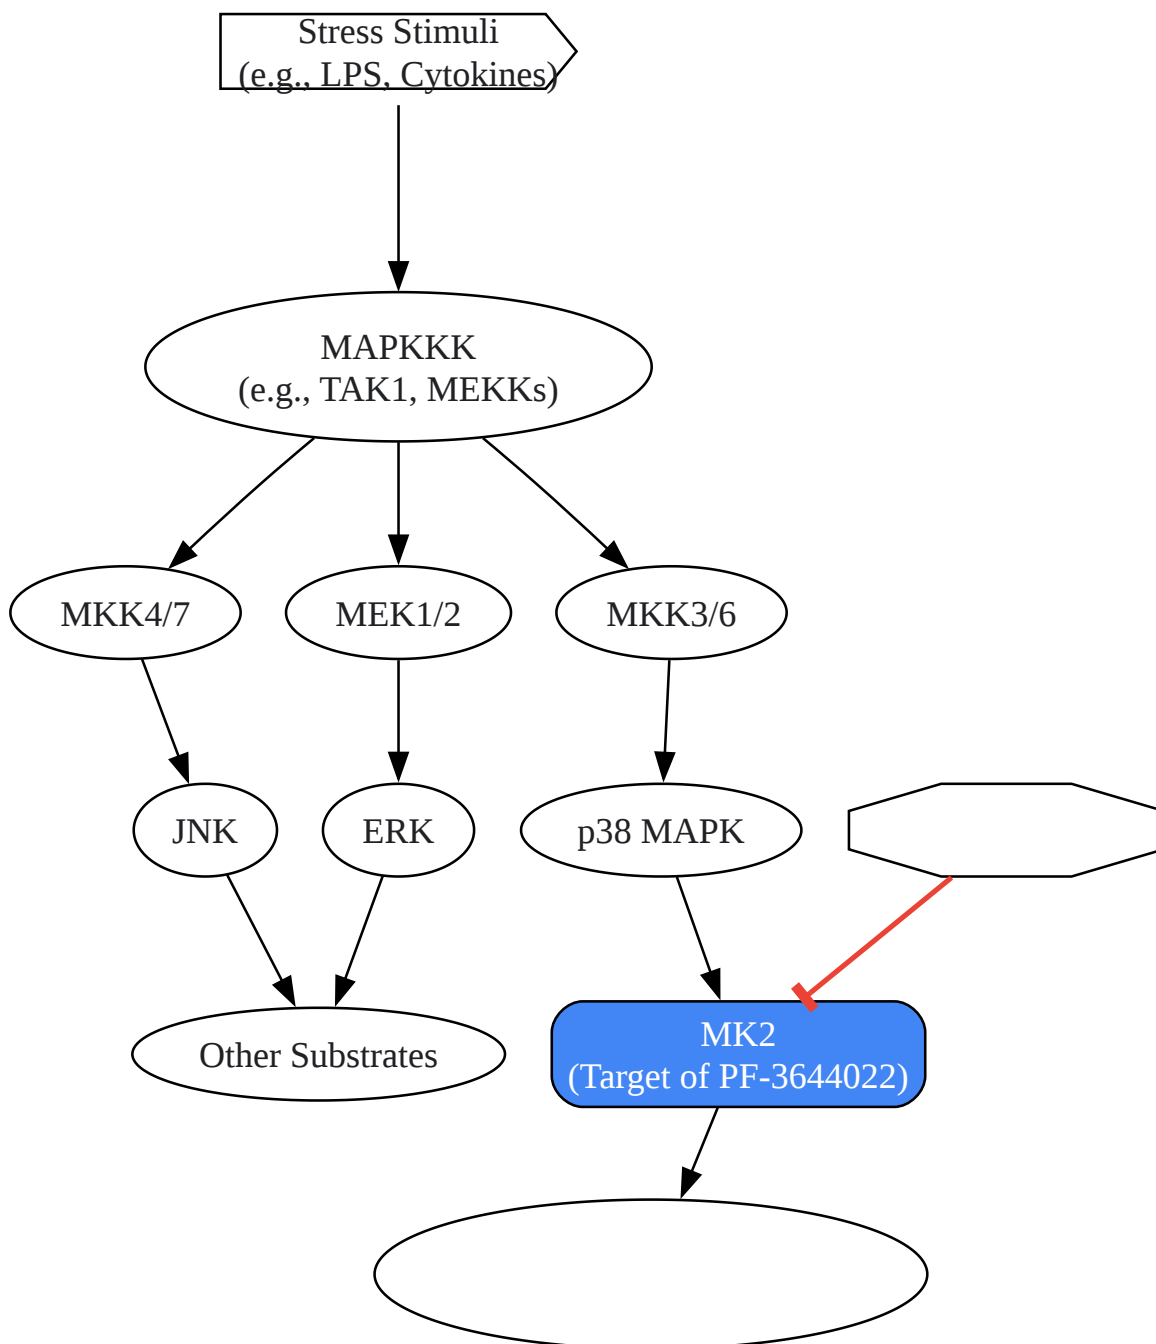 Stress Stimuli
(e.g., LPS, Cytokines)
MAPKKK
(e.g., TAK1, MEKKs)
MKK4/7
MEK1/2
MKK3/6
JNK
ERK
p38 MAPK
Other Substrates
MK2
(Target of PF-3644022)